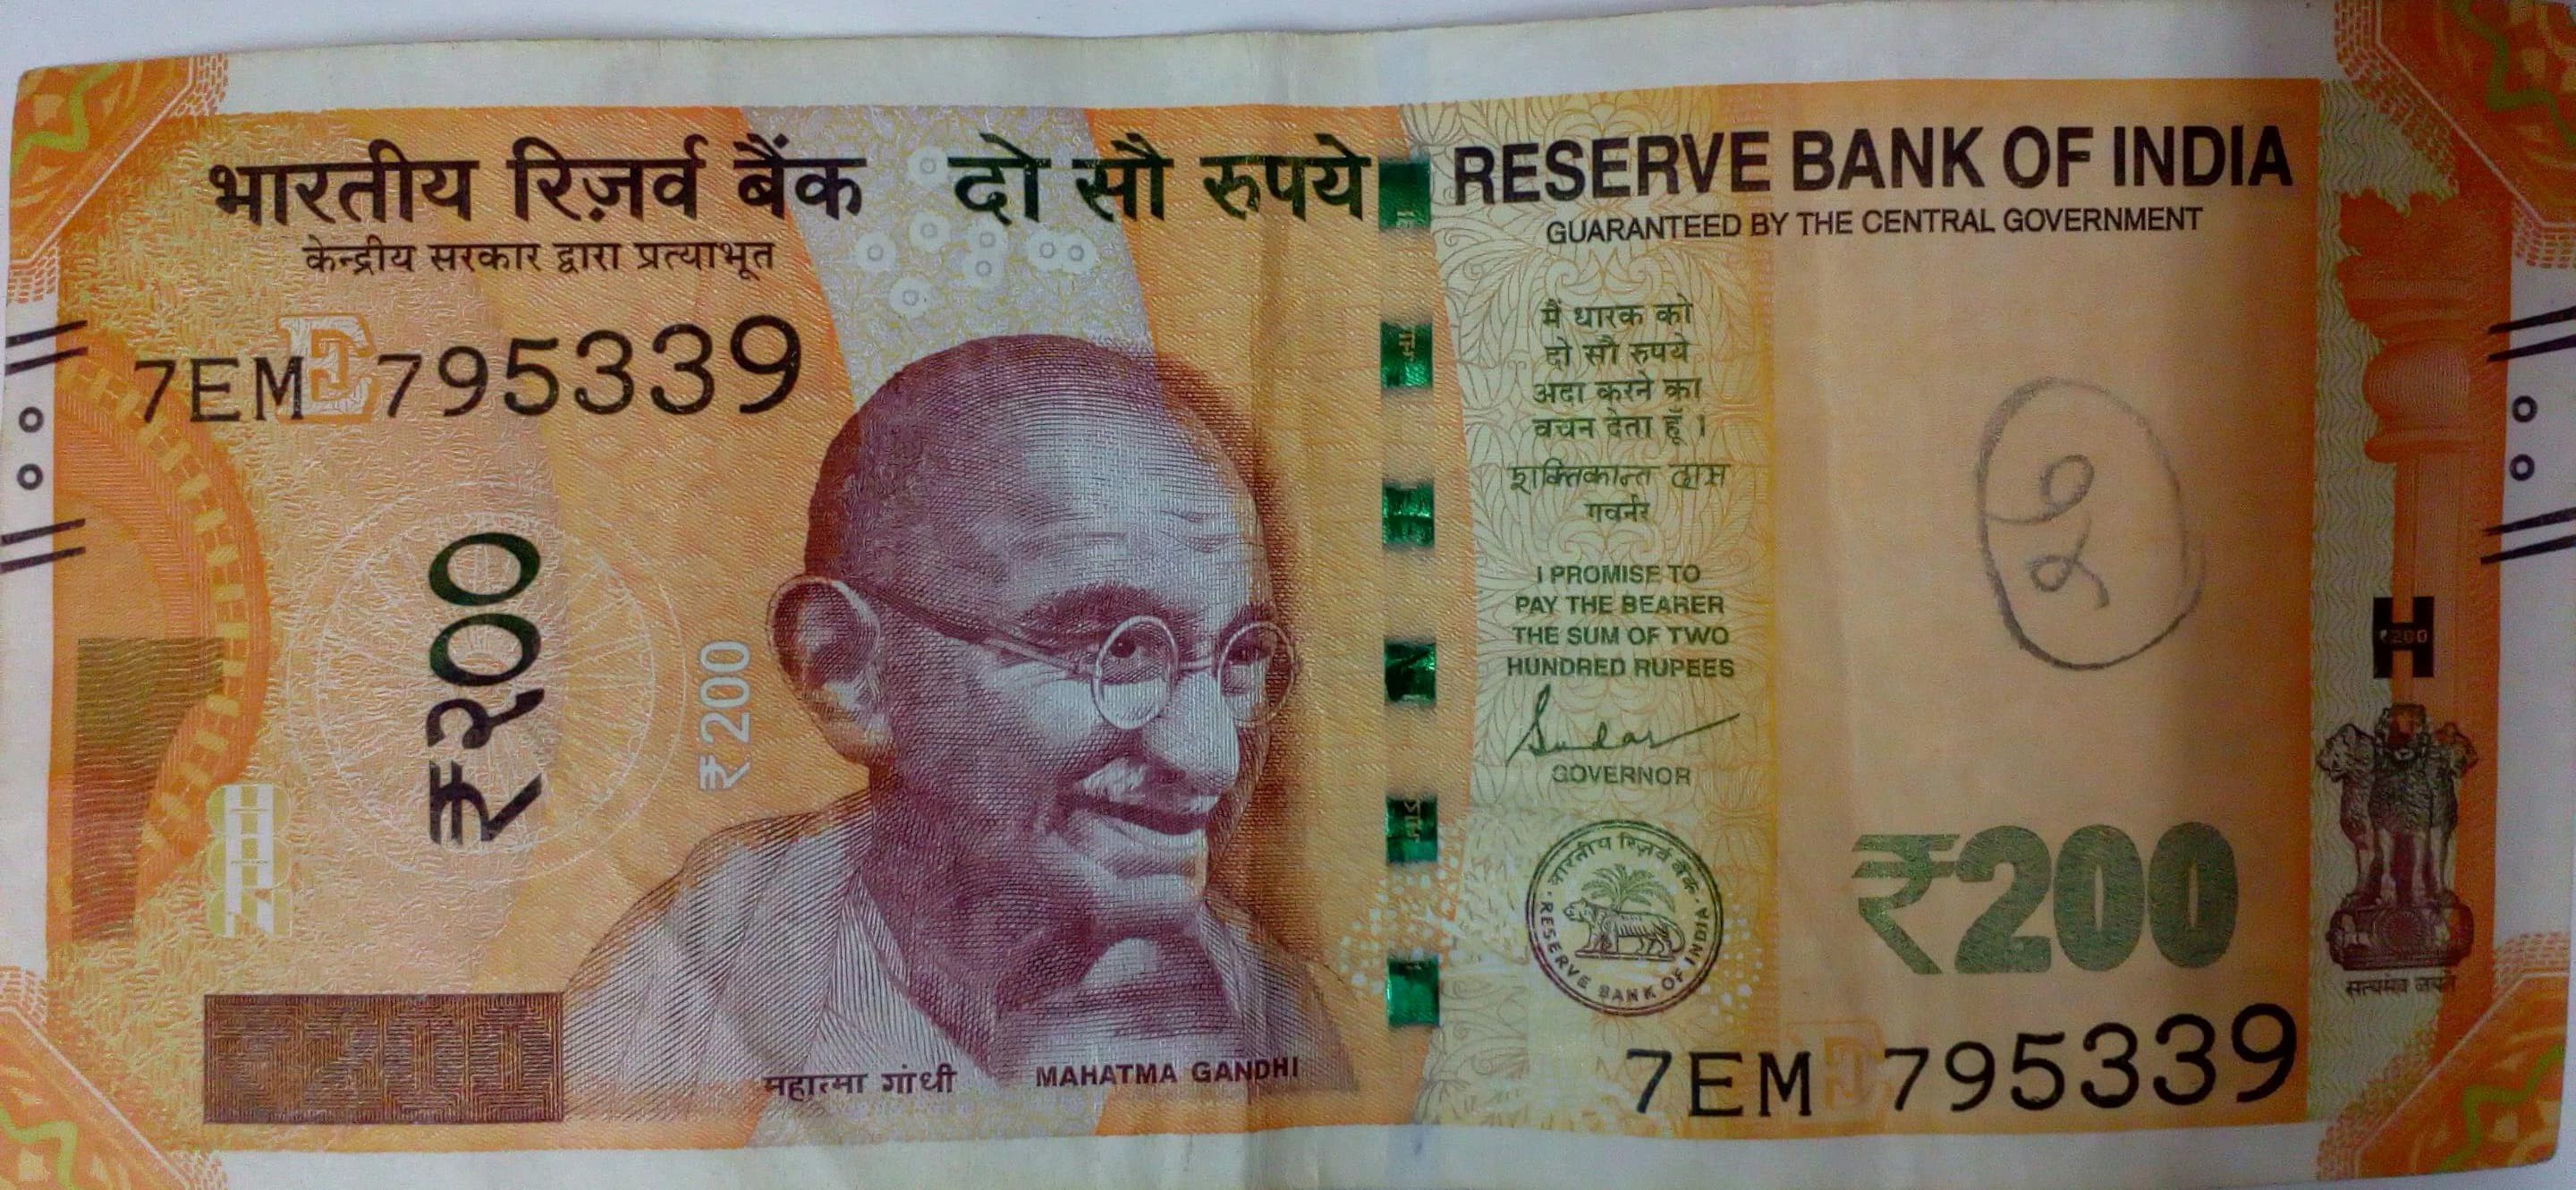 भारतीय रिज़र्व बैंक दो सौ रुपये RESERVE BANK OF INDIA
केन्द्रीय सरकार द्वारा प्रत्याभूत GUARANTEED BY THE CENTRAL GOVERNMENT
7EM 795339
E
₹२००
₹200
मैं धारक को
दो सौ रुपये
अदा करने का
वचन देता हूँ ।
शक्तिकान्त दास
गवर्नर
I PROMISE TO
PAY THE BEARER
THE SUM OF TWO
HUNDRED RUPEES
GOVERNOR
भारतीय रिज़र्व बैंक
RESERVE BANK OF INDIA
₹200
₹200
सत्यमेव जयते
₹200
महात्मा गांधी MAHATMA GANDHI
7EM 795339
E